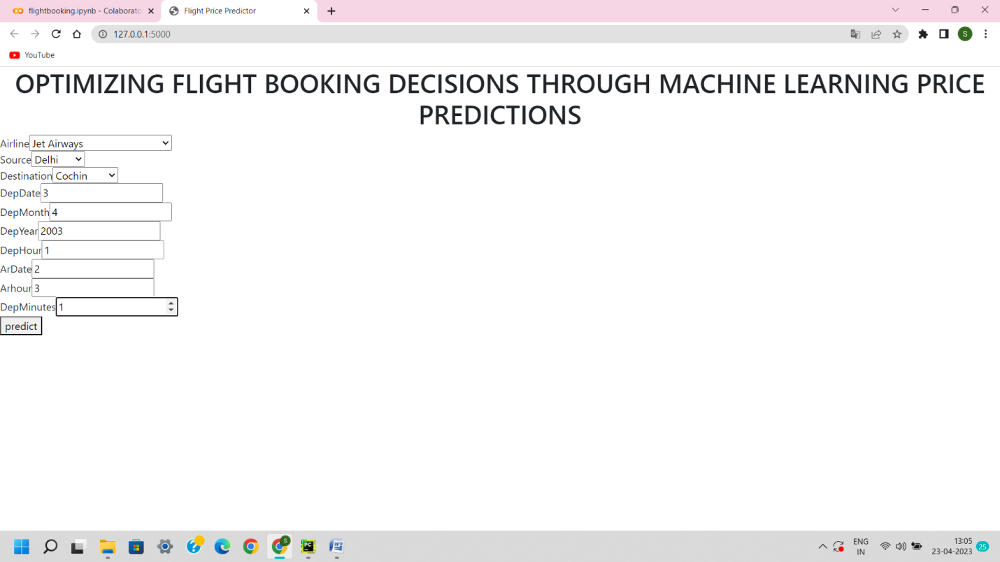 flightbooking.ipynb - Colaborato
Flight Price Predictor
127.0.0.1:5000
S
YouTube
OPTIMIZING FLIGHT BOOKING DECISIONS THROUGH MACHINE LEARNING PRICE
PREDICTIONS
Airline Jet Airways
Source Delhi
Destination Cochin
DepDate 3
DepMonth 4
DepYear 2003
DepHour 1
ArDate 2
Arhour 3
DepMinutes 1
predict
S
PC
W
ENG
IN
13:05
23-04-2023
25